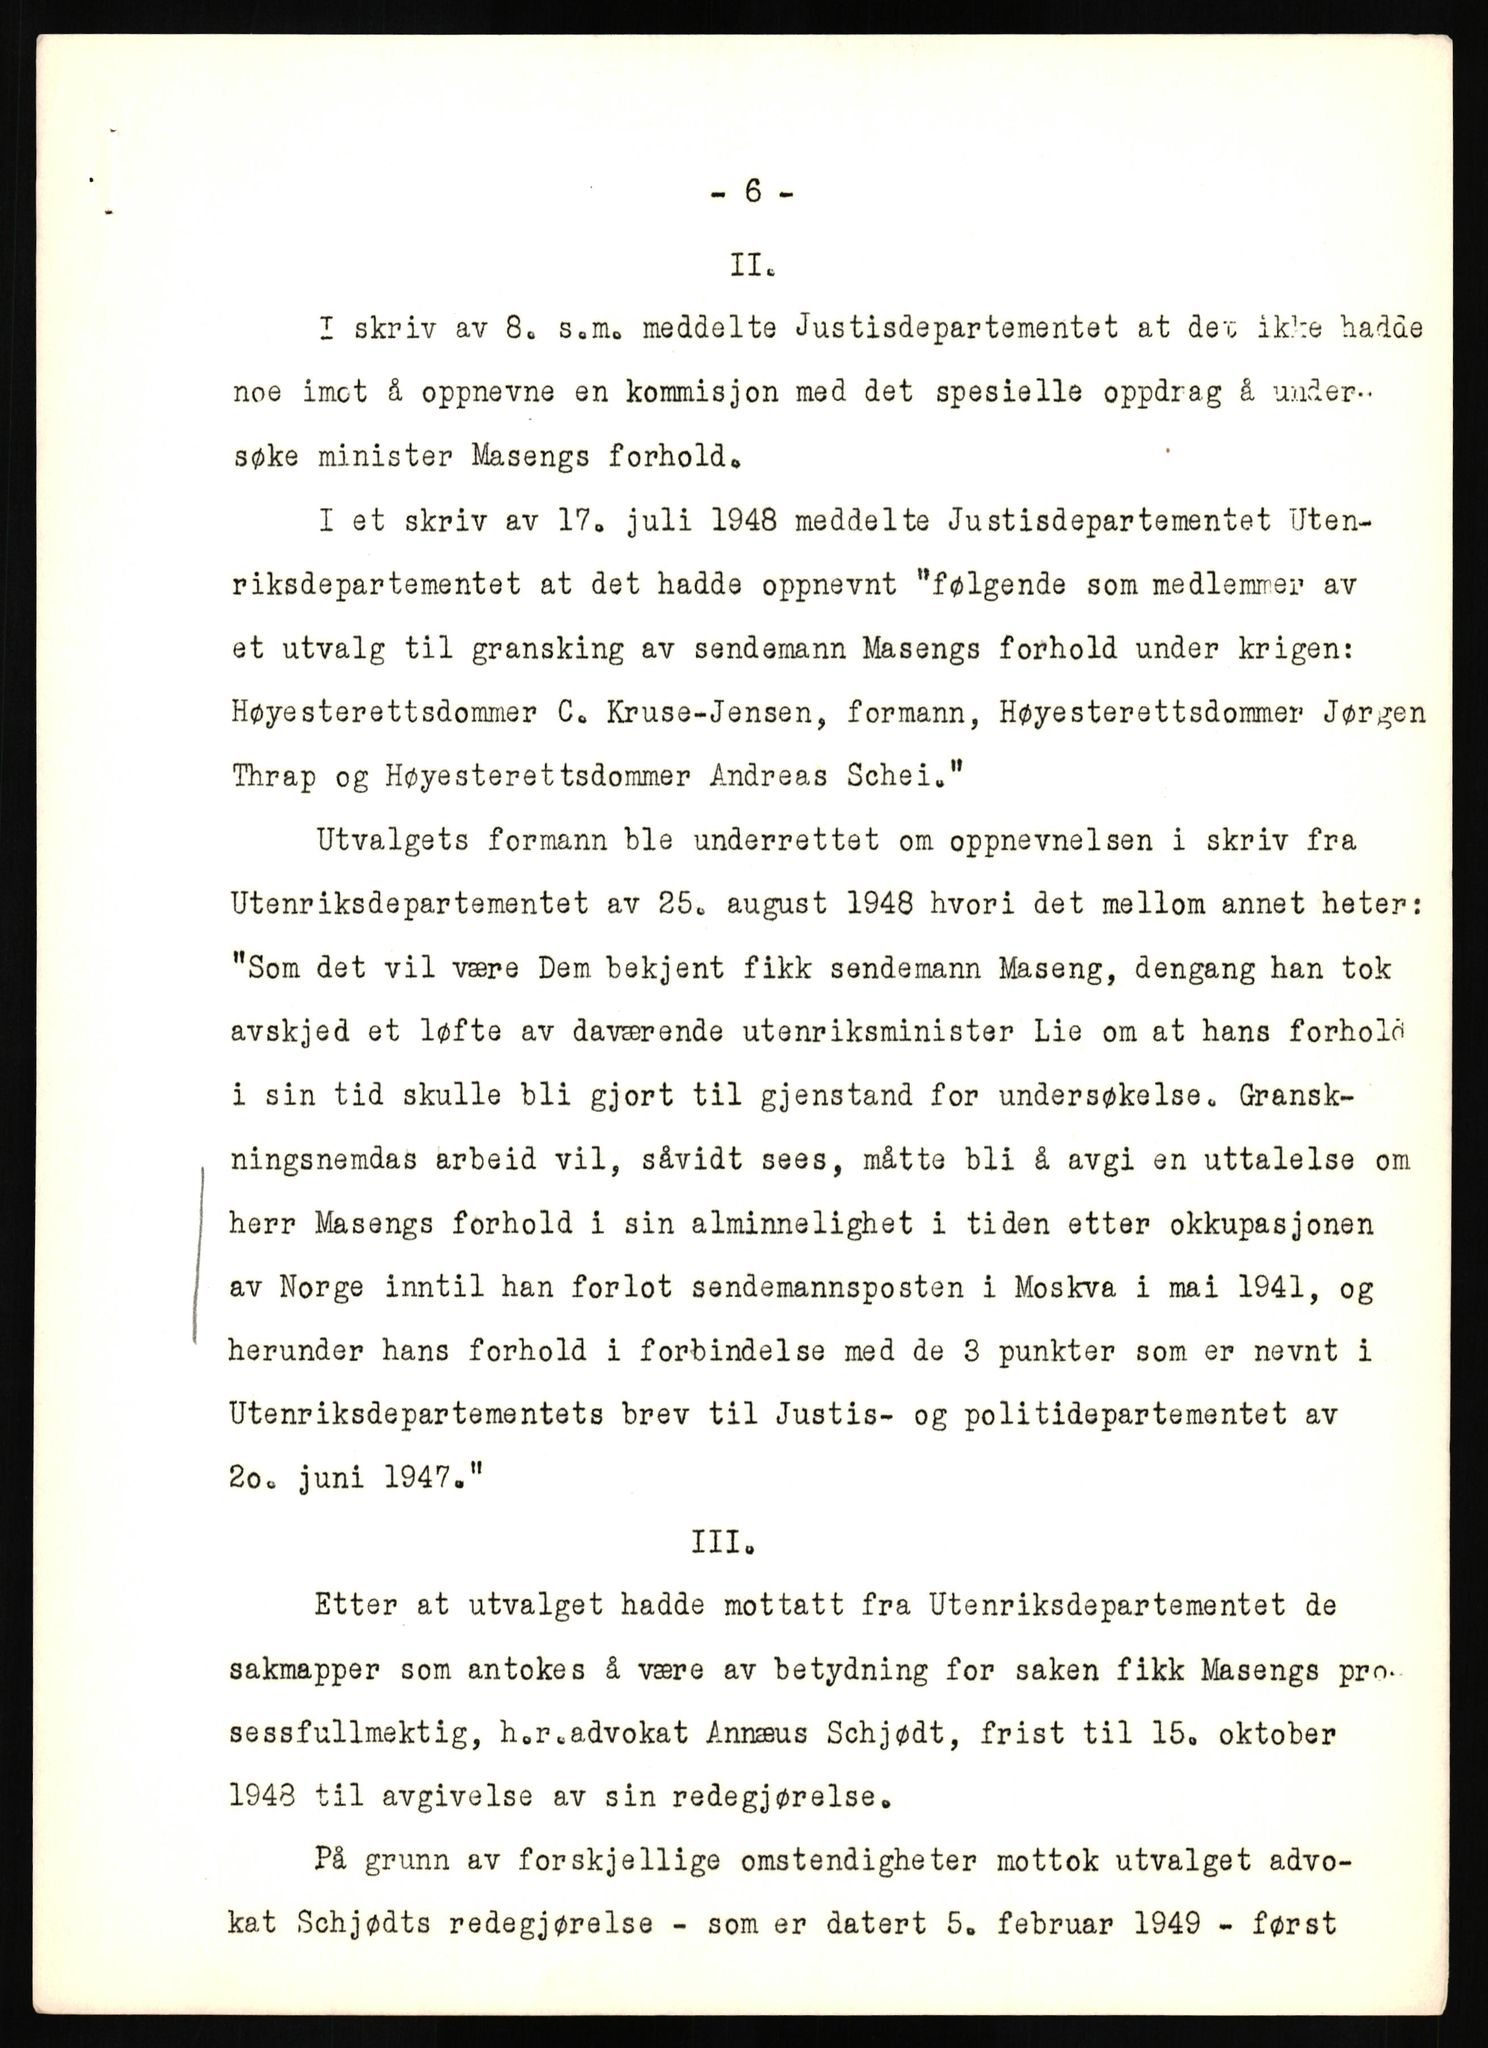 - 6 -
II.
I skriv av 8. s.m. meddelte Justisdepartementet at det ikke hadde
noe imot å oppnevne en kommisjon med det spesielle oppdrag å under-
søke minister Masengs forhold.
I et skriv av 17. juli 1948 meddelte Justisdepartementet Uten-
riksdepartementet at det hadde oppnevnt "følgende som medlemmer av
et utvalg til gransking av sendemann Masengs forhold under krigen:
Høyesterettsdommer C. Kruse-Jensen, formann, Høyesterettsdommer Jørgen
Thrap og Høyesterettsdommer Andreas Schei."
Utvalgets formann ble underrettet om oppnevnelsen i skriv fra
Utenriksdepartementet av 25. august 1948 hvori det mellom annet heter:
"Som det vil være Dem bekjent fikk sendemann Maseng, dengang han tok
avskjed et løfte av daværende utenriksminister Lie om at hans forhold
i sin tid skulle bli gjort til gjenstand for undersøkelse. Gransk-
ningsnemdas arbeid vil, såvidt sees, måtte bli å avgi en uttalelse om
herr Masengs forhold i sin alminnelighet i tiden etter okkupasjonen
av Norge inntil han forlot sendemannsposten i Moskva i mai 1941, og
herunder hans forhold i forbindelse med de 3 punkter som er nevnt i
Utenriksdepartementets brev til Justis- og politidepartementet av
2o. juni 1947."
III.
Etter at utvalget hadde mottatt fra Utenriksdepartementet de
sakmapper som antokes å være av betydning for saken fikk Masengs pro-
sessfullmektig, h.r.advokat Annæus Schjødt, frist til 15. oktober
1948 til avgivelse av sin redegjørelse.
På grunn av forskjellige omstendigheter mottok utvalget advo-
kat Schjødts redegjørelse - som er datert 5. februar 1949 - først